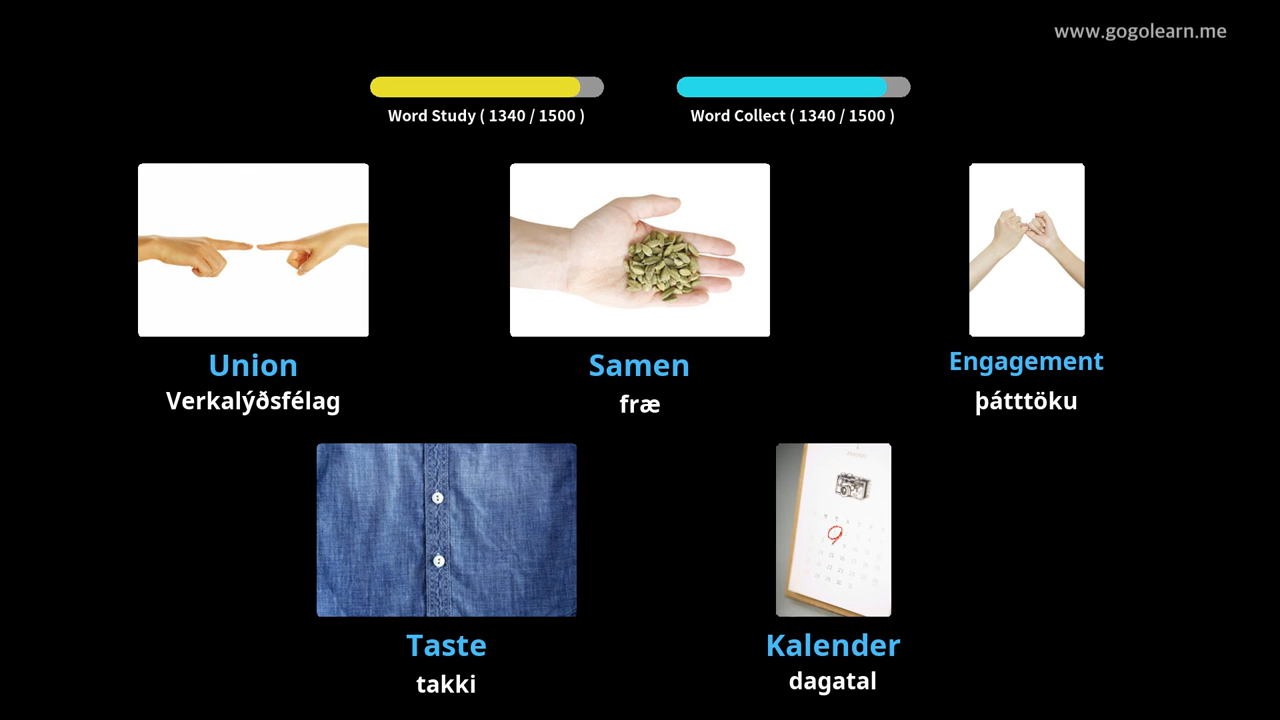 www.gogolearn.me
Word Study ( 1340 / 1500 )
Word Collect ( 1340 / 1500 )
Union
Verkalýðsfélag
Samen
fræ
Engagement
þátttöku
Taste
takki
Kalender
dagatal